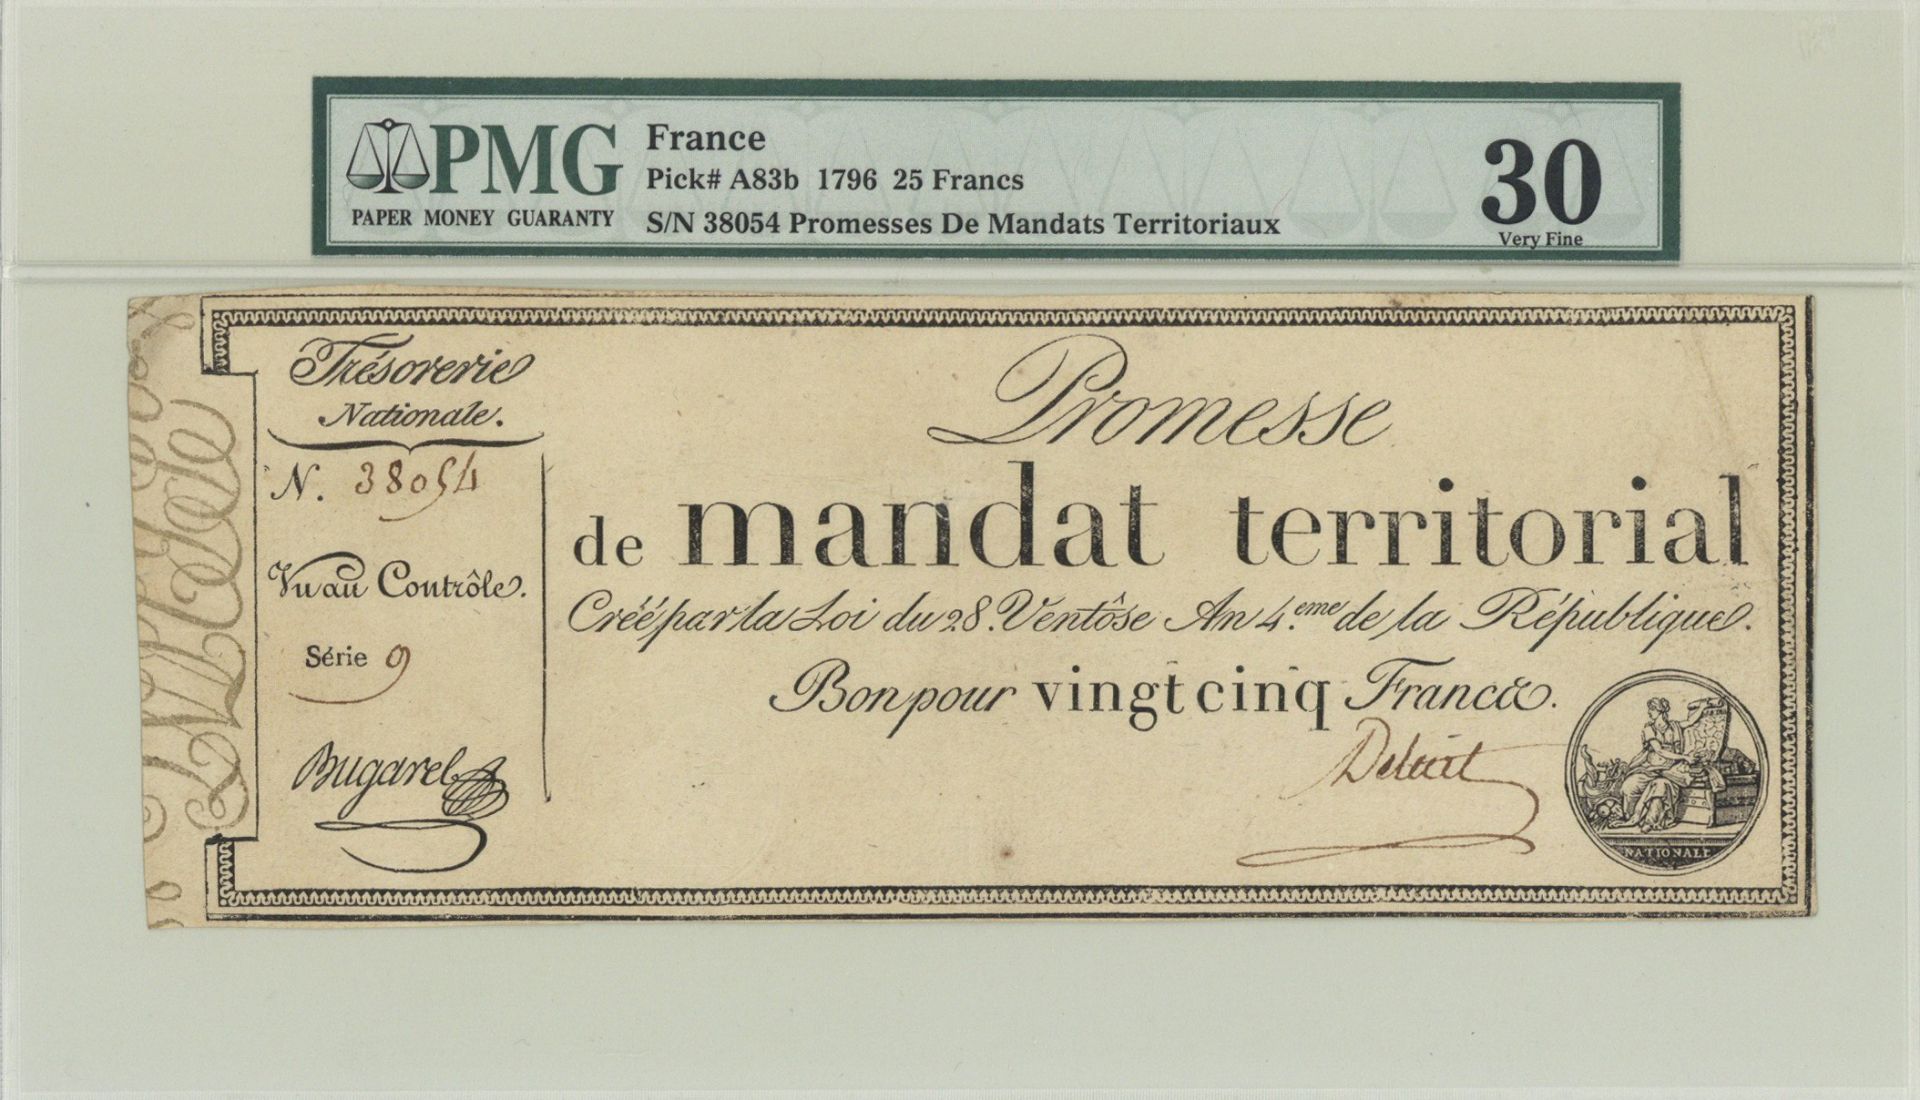 PMG
PAPER MONEY GUARANTY
France
Pick# A83b 1796 25 Francs
S/N 38054 Promesses De Mandats Territoriaux
30
Very Fine
Trésorerie
Nationale.
N. 38054
Vu au Contrôle.
Série 9
Bugarel
Promesse
de mandat territorial
Créé par la Loi du 28. Ventôse An 4.eme de la République.
Bon pour vingt cinq Francs.
NATIONALE